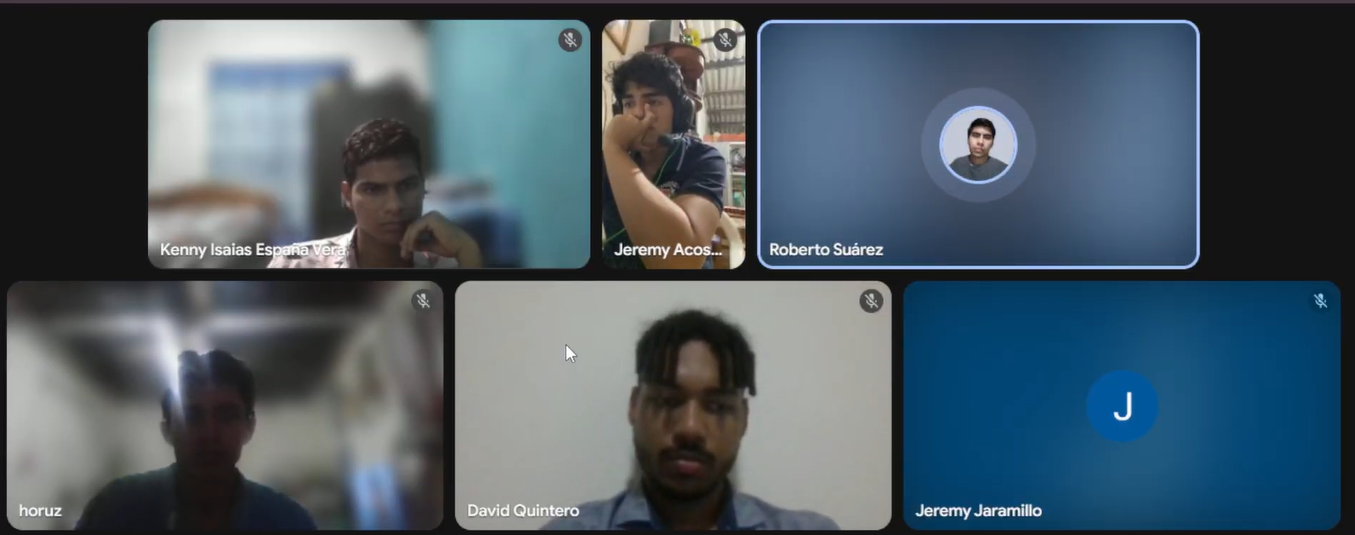 Kenny Isaias España Vera
Jeremy Acos...
Roberto Suárez
horuz
David Quintero
J
Jeremy Jaramillo